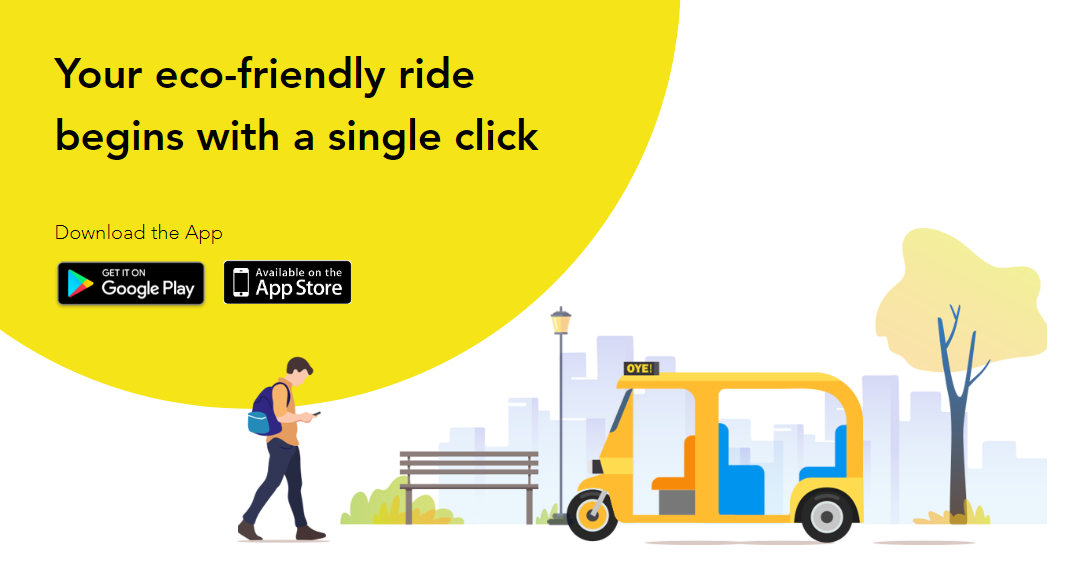 Your eco-friendly ride
begins with a single click
Download the App
GET IT ON
Google Play
Available on the
App Store
OYE!